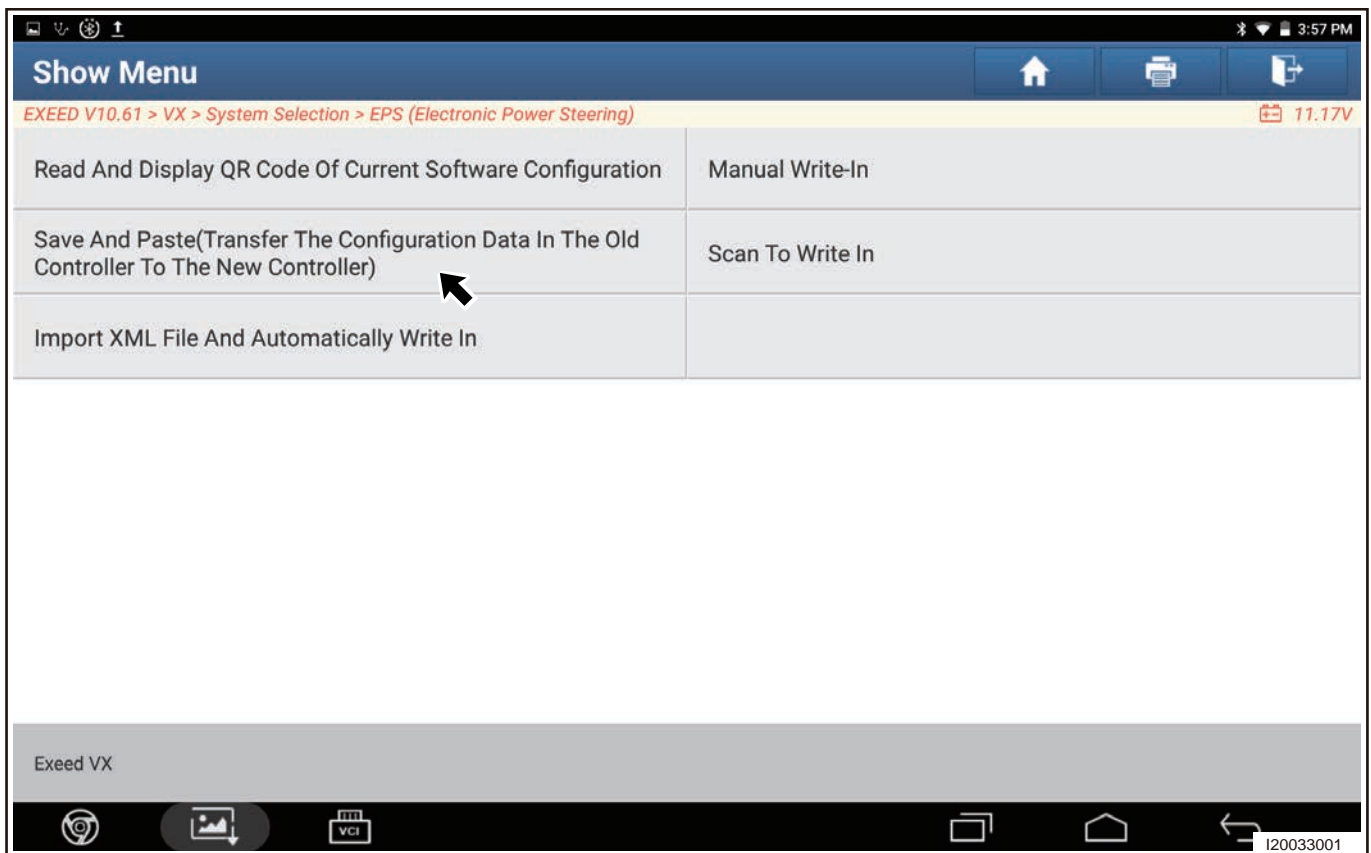 3:57 PM
Show Menu
EXEED V10.61 > VX > System Selection > EPS (Electronic Power Steering)
11.17V
Read And Display QR Code Of Current Software Configuration
Manual Write-In
Save And Paste(Transfer The Configuration Data In The Old
Controller To The New Controller)
Scan To Write In
Import XML File And Automatically Write In
Exeed VX
VCI
I20033001